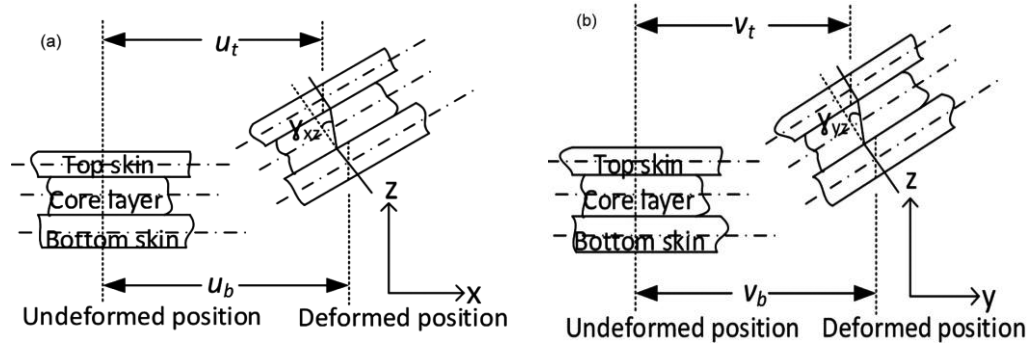 (a)
u_t
γ_xz
Top skin
Core layer
Bottom skin
z
x
u_b
Undeformed position
Deformed position
(b)
v_t
γ_yz
Top skin
Core layer
Bottom skin
z
y
v_b
Undeformed position
Deformed position